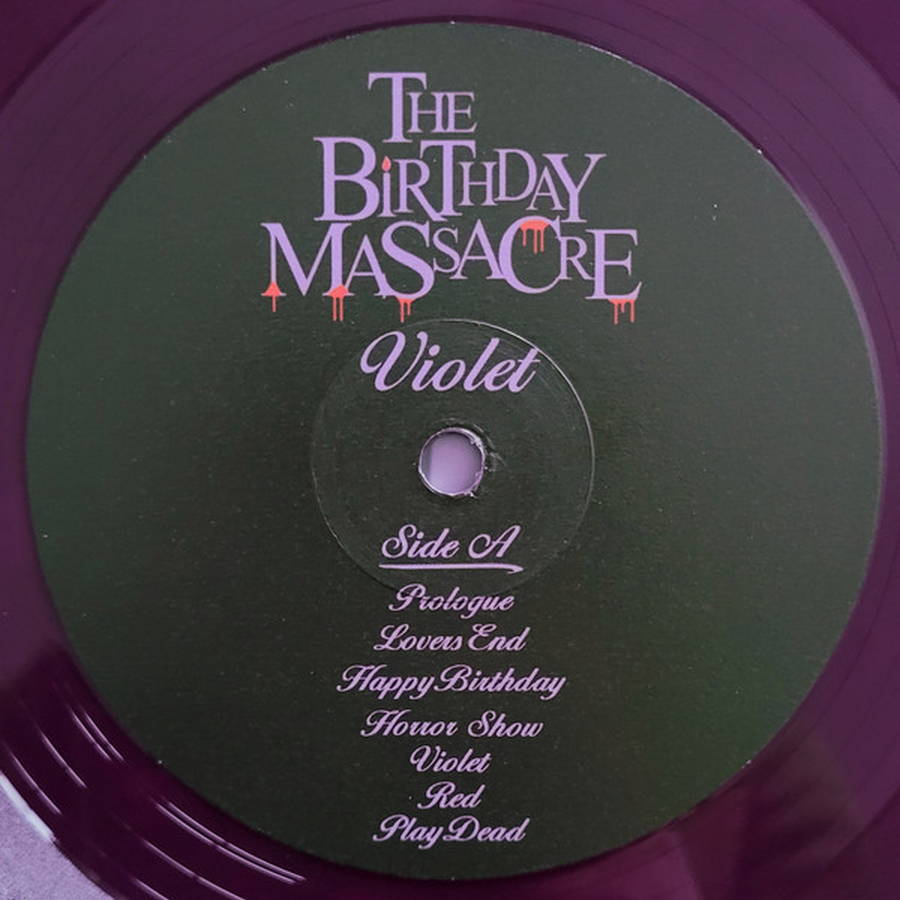 The
Birthday
Massacre
Violet
Side A
Prologue
Lovers End
Happy Birthday
Horror Show
Violet
Red
Play Dead